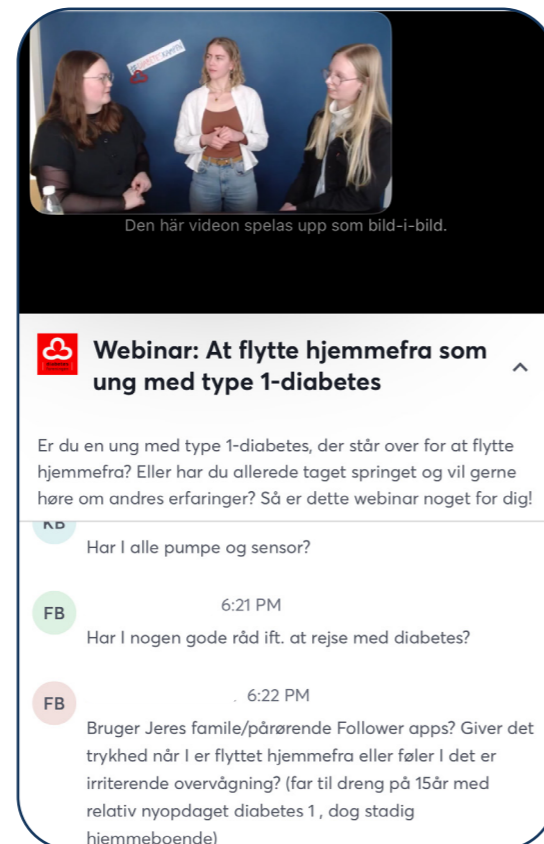 Den här videon spelas upp som bild-i-bild.
Webinar: At flytte hjemmefra som
ung med type 1-diabetes
Er du en ung med type 1-diabetes, der står over for at flytte
hjemmefra? Eller har du allerede taget springet og vil gerne
høre om andres erfaringer? Så er dette webinar noget for dig!
KB
Har I alle pumpe og sensor?
6:21 PM
FB
Har I nogen gode råd ift. at rejse med diabetes?
6:22 PM
FB
Bruger Jeres famile/pårørende Follower apps? Giver det
trykhed når I er flyttet hjemmefra eller føler I det er
irriterende overvågning? (far til dreng på 15år med
relativ nyopdaget diabetes 1 , dog stadig
hjemmeboende)